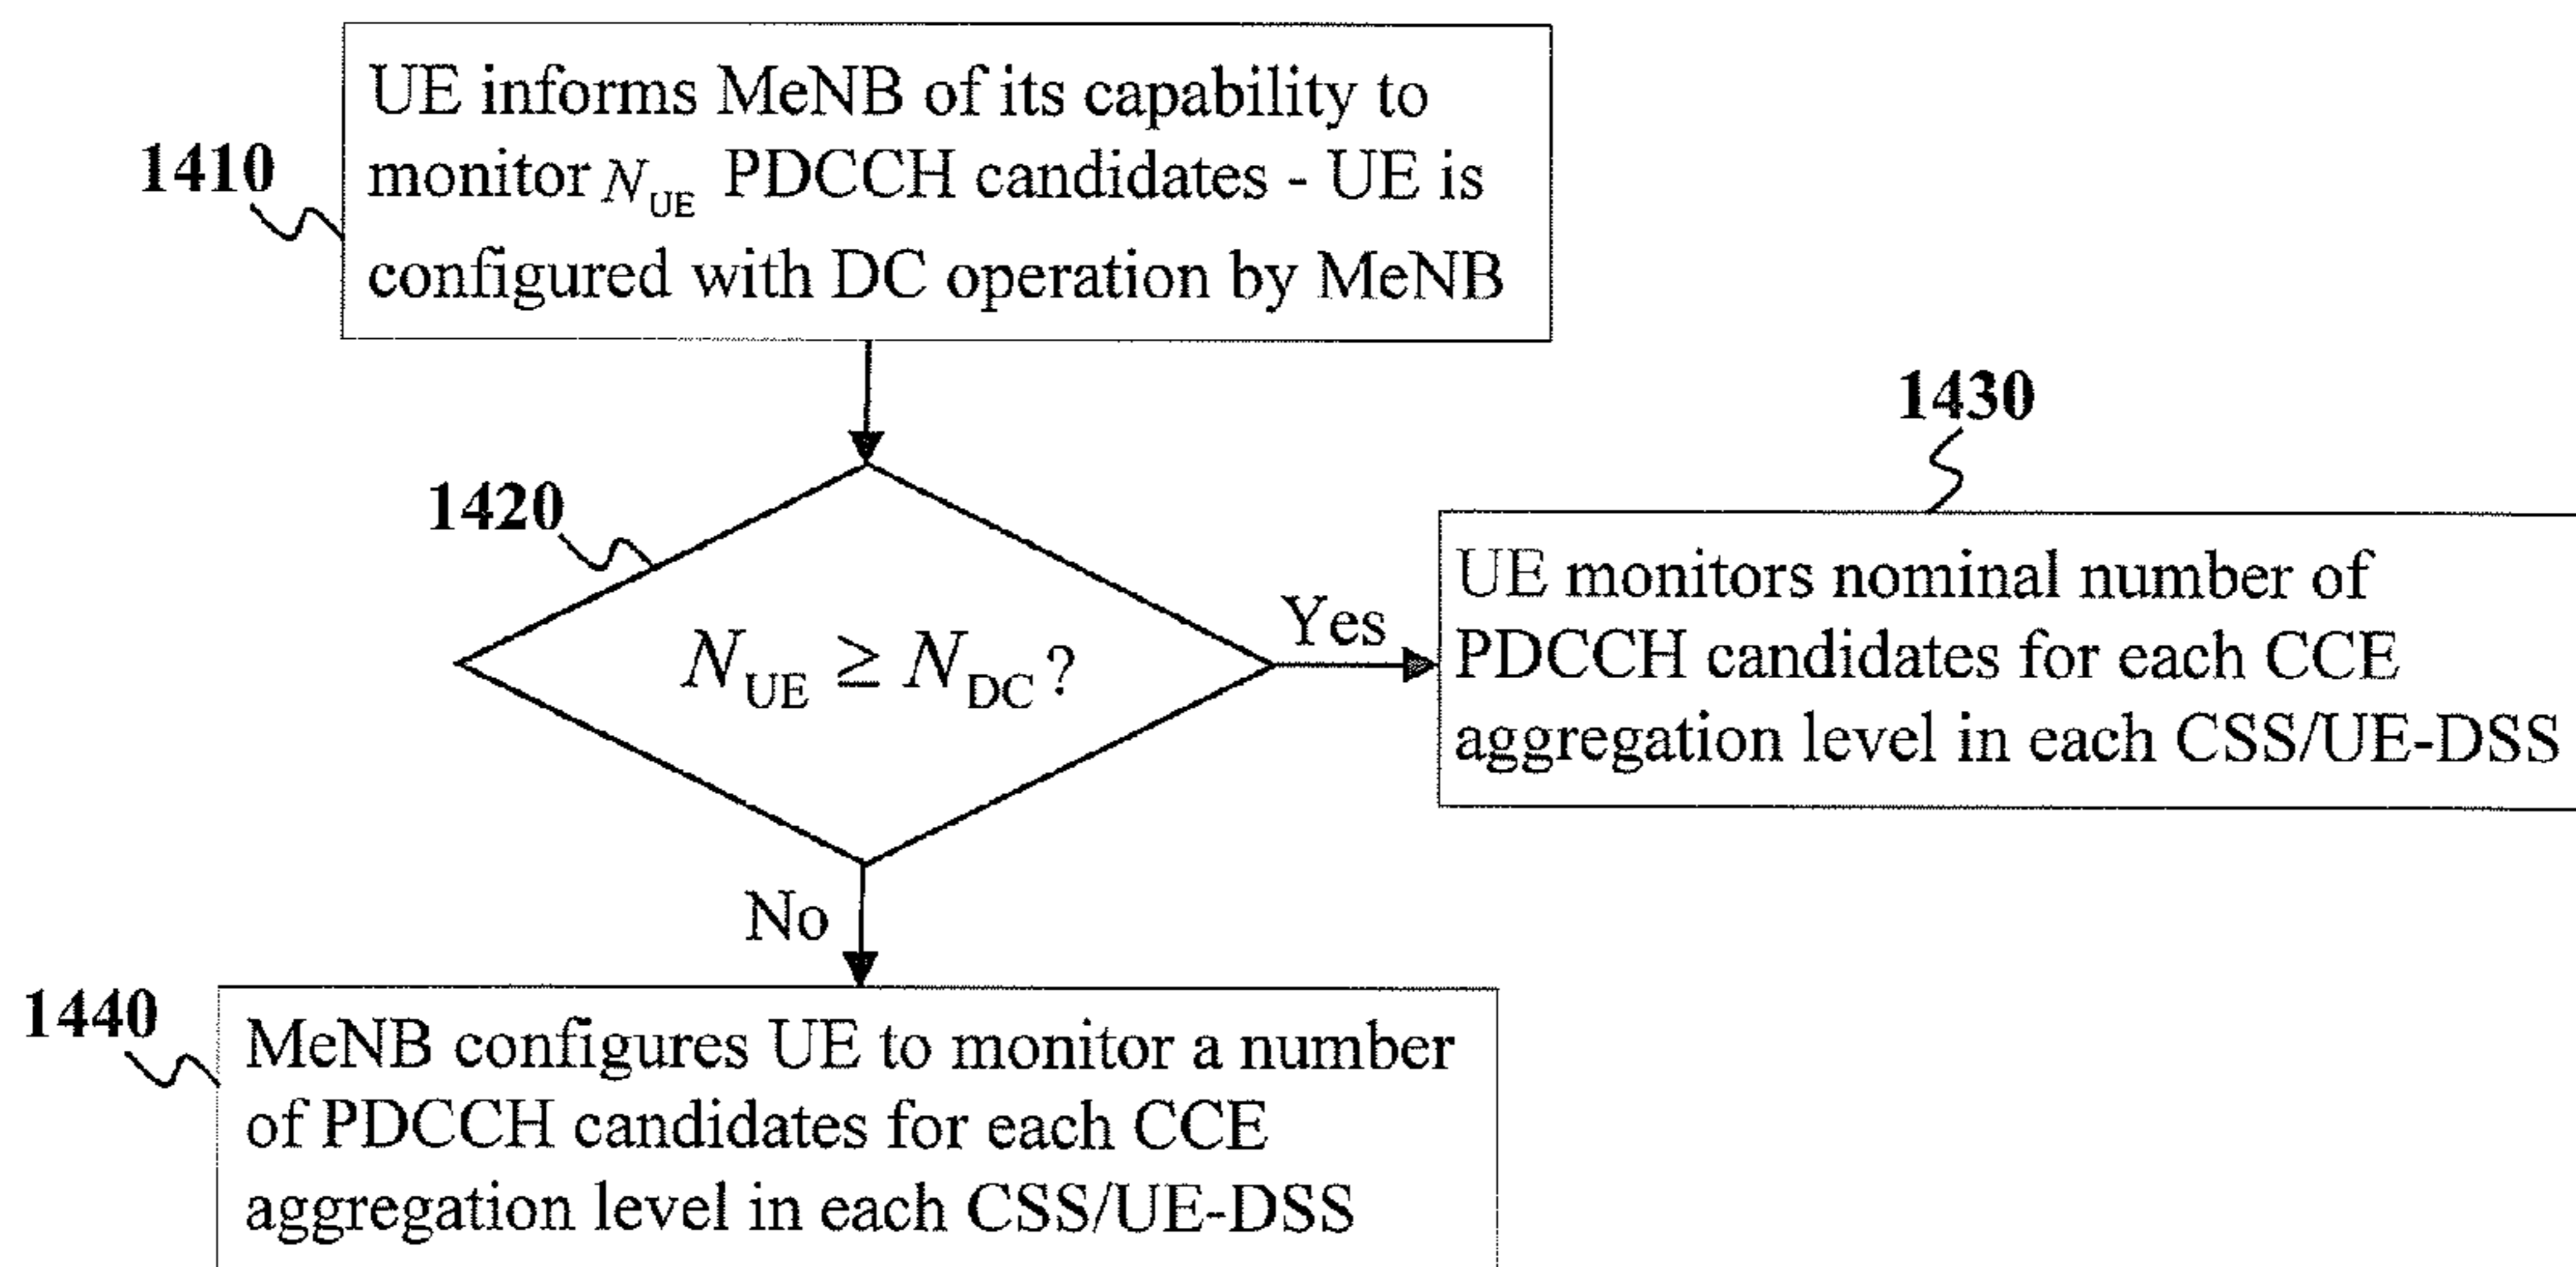 UE informs MeNB of its capability to
1410
monitor N_UE PDCCH candidates - UE is
configured with DC operation by MeNB
1430
1420
N_UE ≥ N_DC ?
Yes
UE monitors nominal number of
PDCCH candidates for each CCE
aggregation level in each CSS/UE-DSS
No
1440
MeNB configures UE to monitor a number
of PDCCH candidates for each CCE
aggregation level in each CSS/UE-DSS